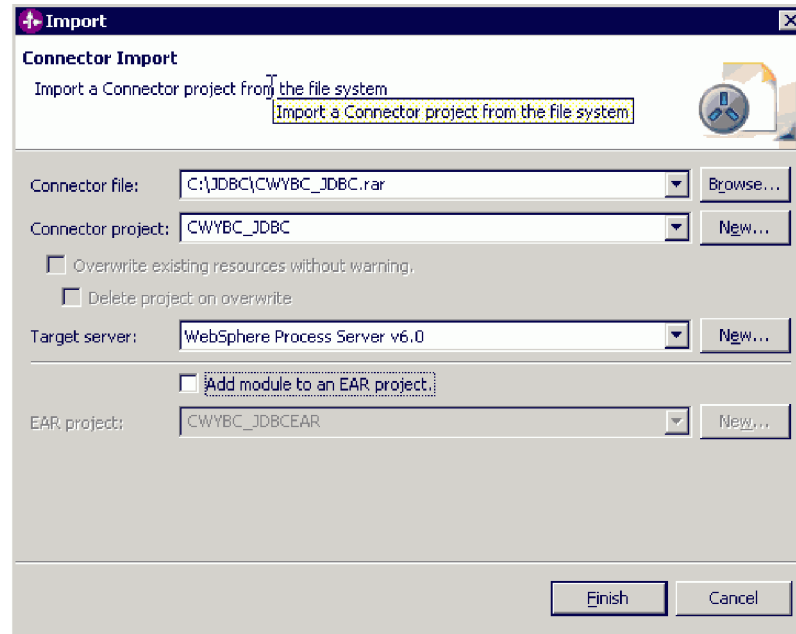 Import
Connector Import
Import a Connector project from the file system
Import a Connector project from the file system
Connector file: C:\JDBC\CWYBC_JDBC.rar Browse...
Connector project: CWYBC_JDBC New...
Overwrite existing resources without warning.
Delete project on overwrite
Target server: WebSphere Process Server v6.0 New...
Add module to an EAR project.
EAR project: CWYBC_JDBCEAR New...
Finish Cancel